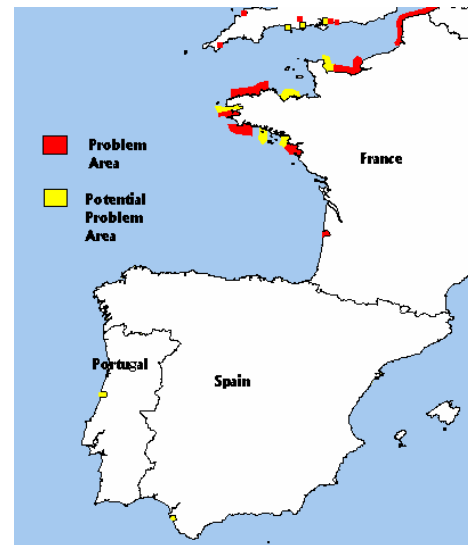 Problem
Area
France
Potential
Problem
Area
Portugal
Spain